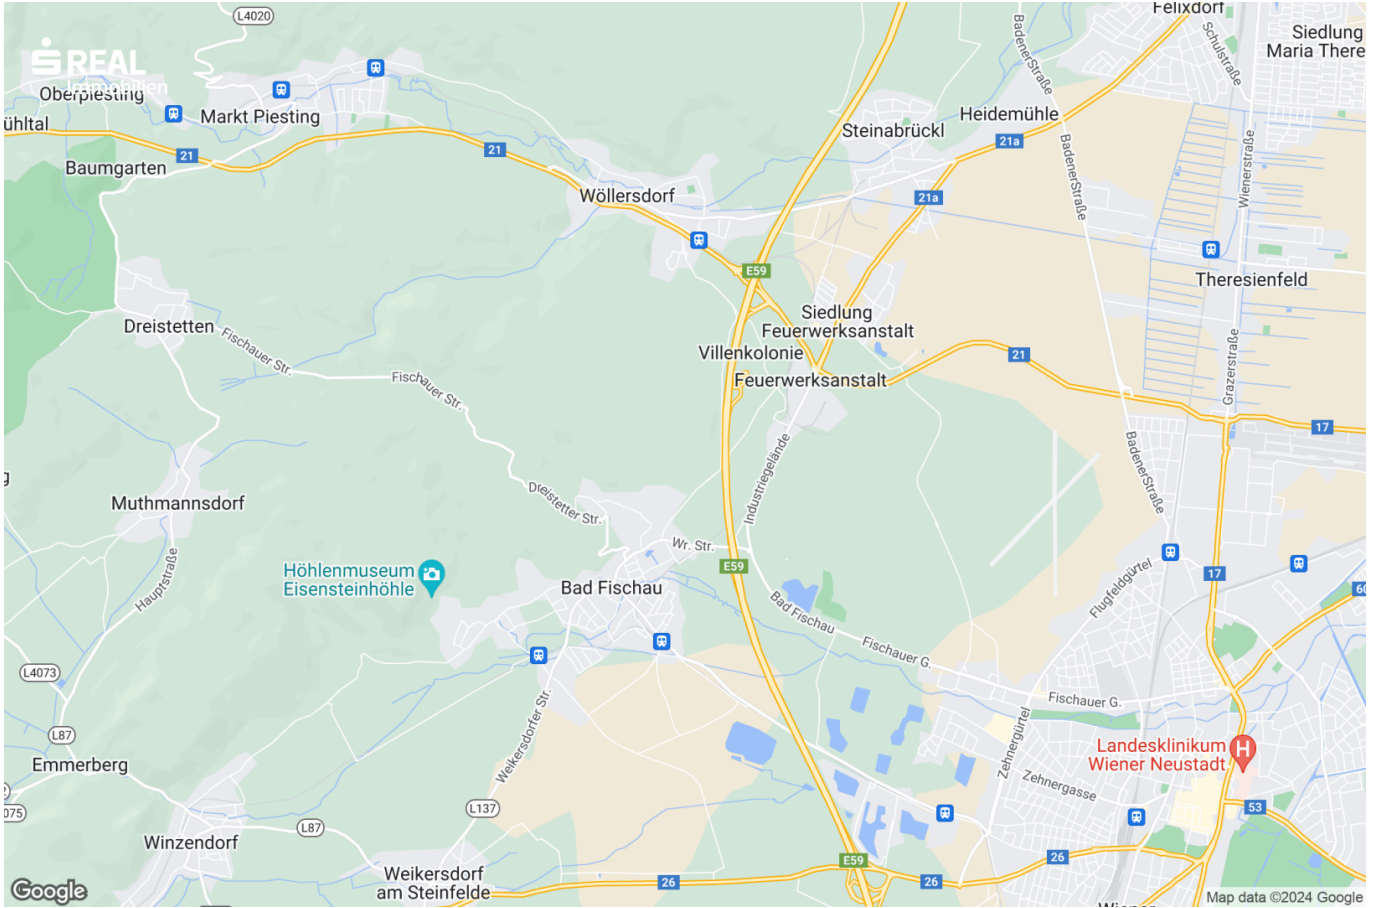 L4020
Felixdorf
Siedlung
Maria There
REAL
Immobilien
Oberpiesting
Markt Piesting
ühltal
21
Baumgarten
21
Wöllersdorf
Steinabrückl
Heidemühle
21a
21a
BadenerStraße
BadenerStraße
Schulstraße
Wienerstraße
Theresienfeld
E59
Dreistetten
Fischauer Str.
Fischauer Str.
Siedlung
Feuerwerksanstalt
Villenkolonie
Feuerwerksanstalt
21
Grazerstraße
17
BadenerStraße
Industriegelände
Muthmannsdorf
Dreistetter Str.
Hauptstraße
Wr. Str.
E59
Höhlenmuseum
Eisensteinhöhle
Bad Fischau
Bad Fischau
Fischauer G.
Flugfeldgürtel
17
60
L4073
L87
Emmerberg
Weikersdorfer Str.
Fischauer G.
Zehnergürtel
Zehnergasse
Landesklinikum
Wiener Neustadt
H
53
075
L137
L87
Winzendorf
Weikersdorf
am Steinfelde
E59
26
26
26
Google
Map data ©2024 Google